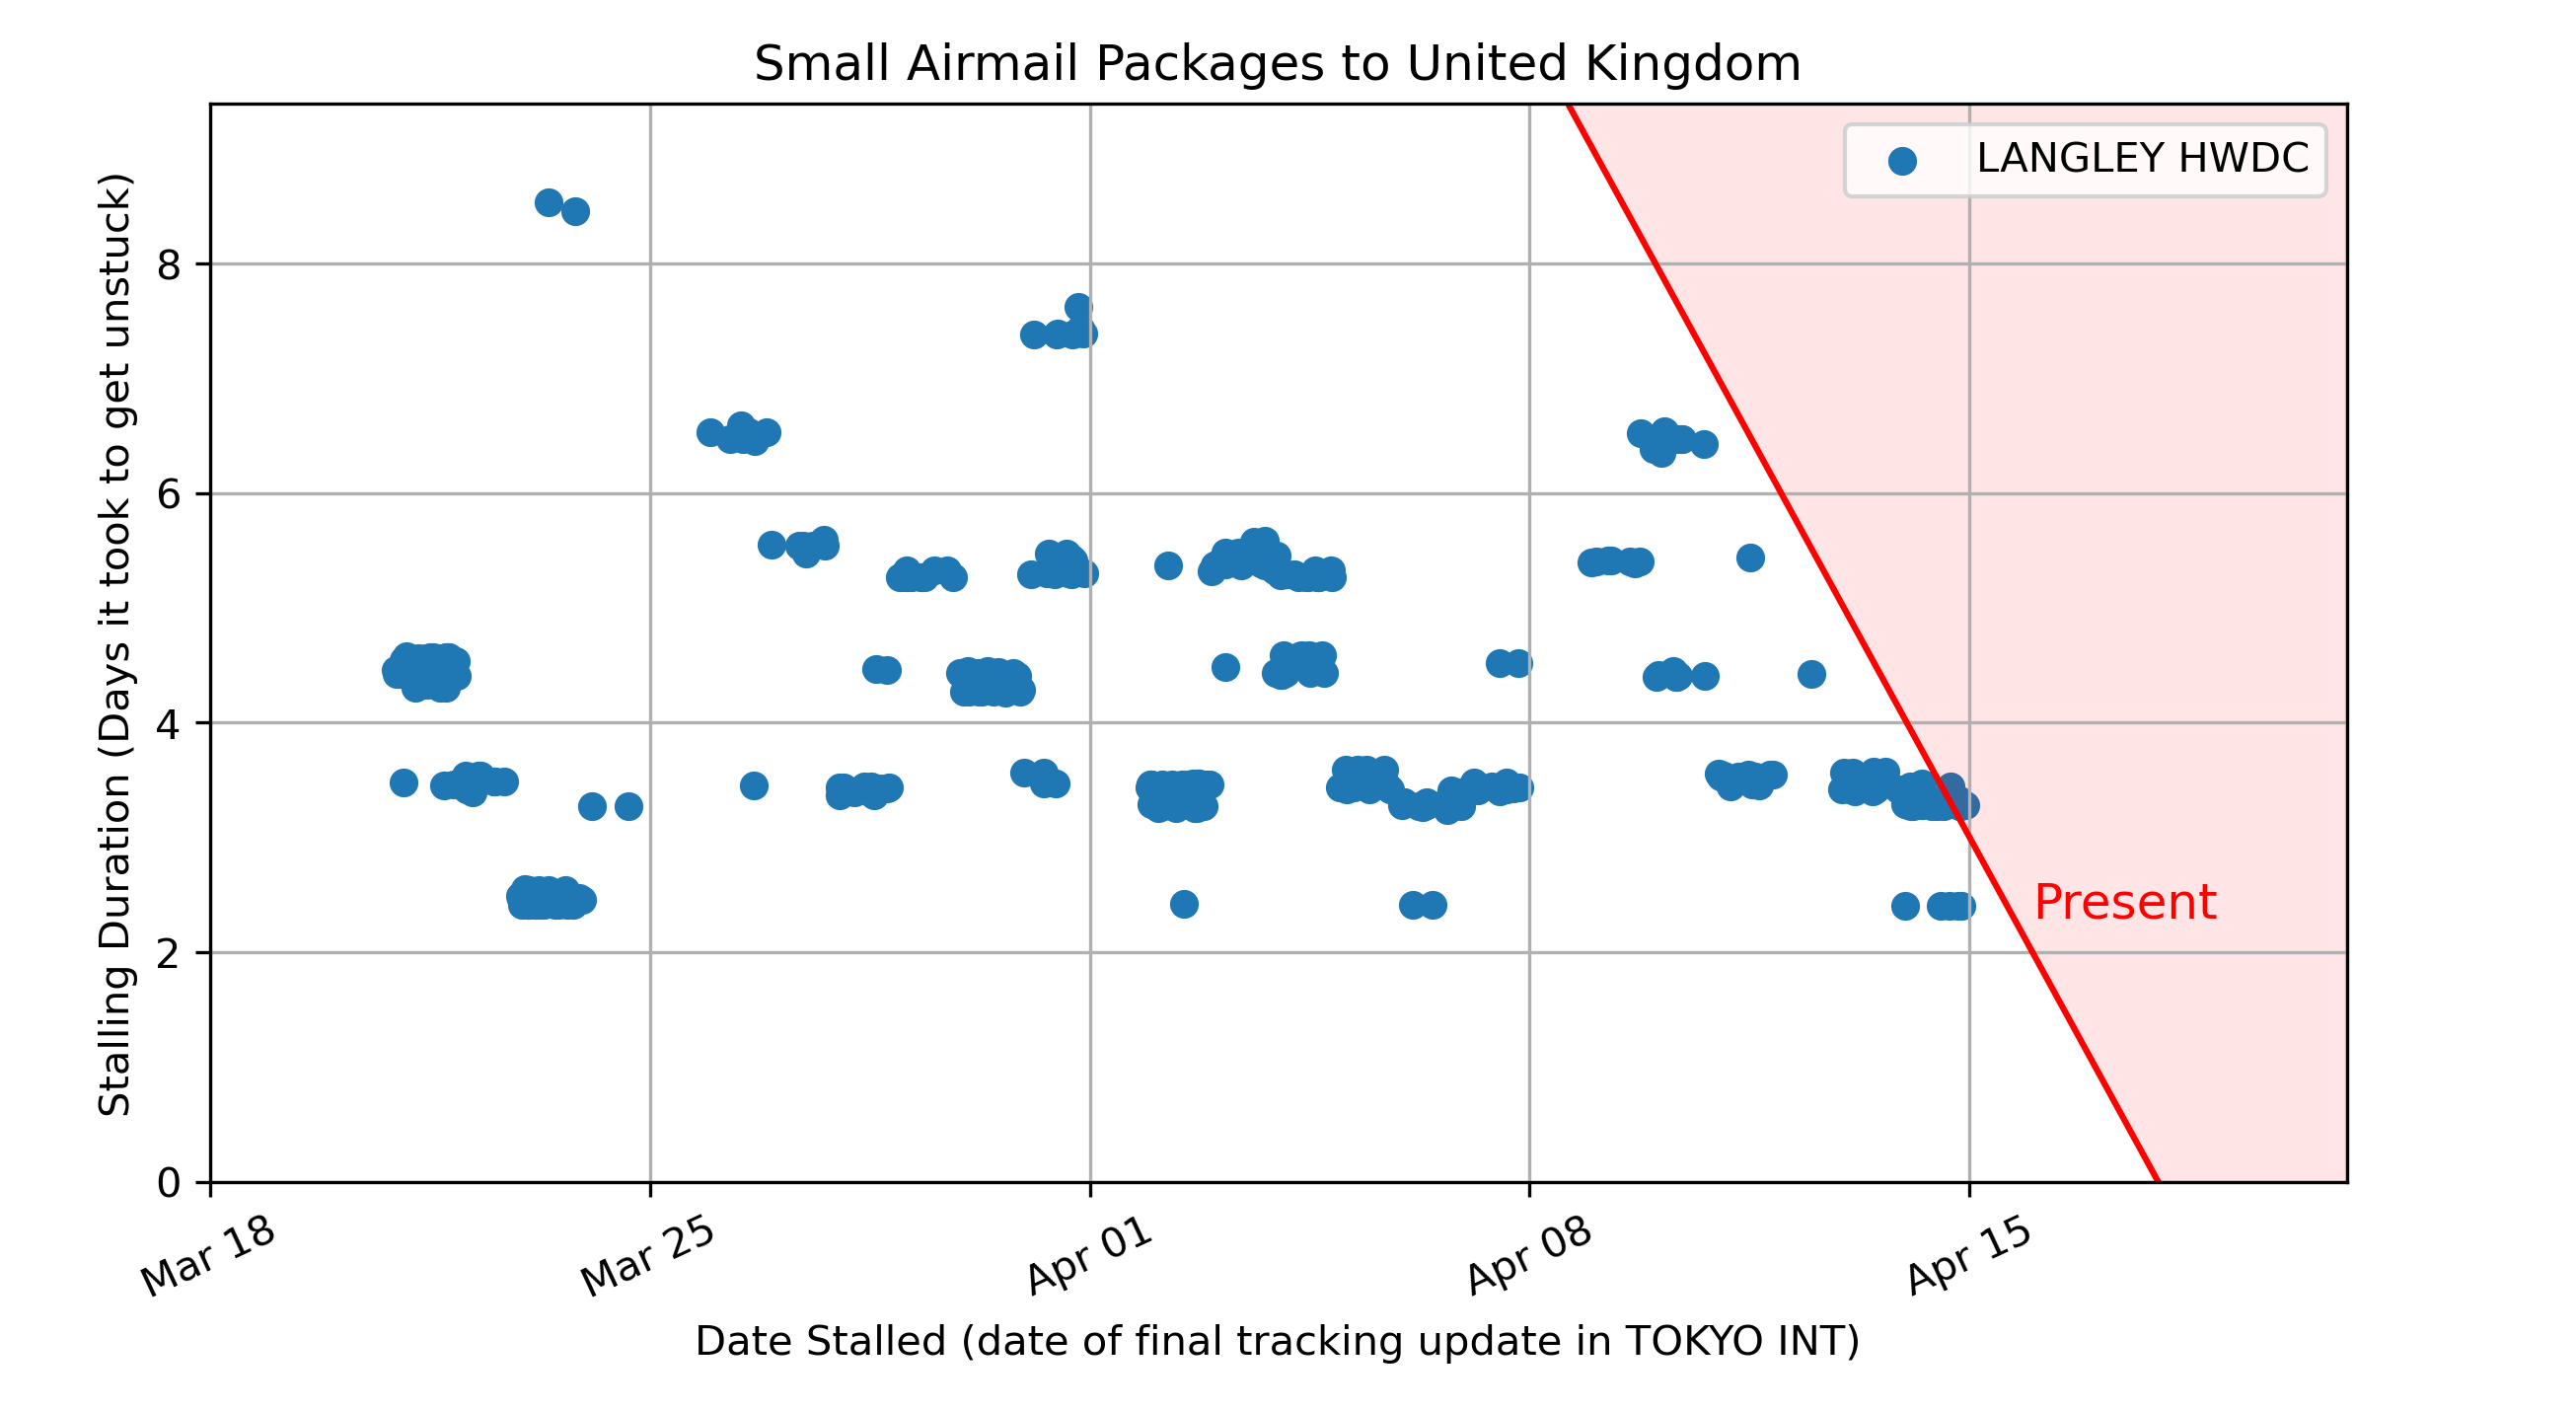 Small Airmail Packages to United Kingdom
LANGLEY HWDC
Stalling Duration (Days it took to get unstuck)
8
6
4
2
0
Present
Mar 18
Mar 25
Apr 01
Apr 08
Apr 15
Date Stalled (date of final tracking update in TOKYO INT)